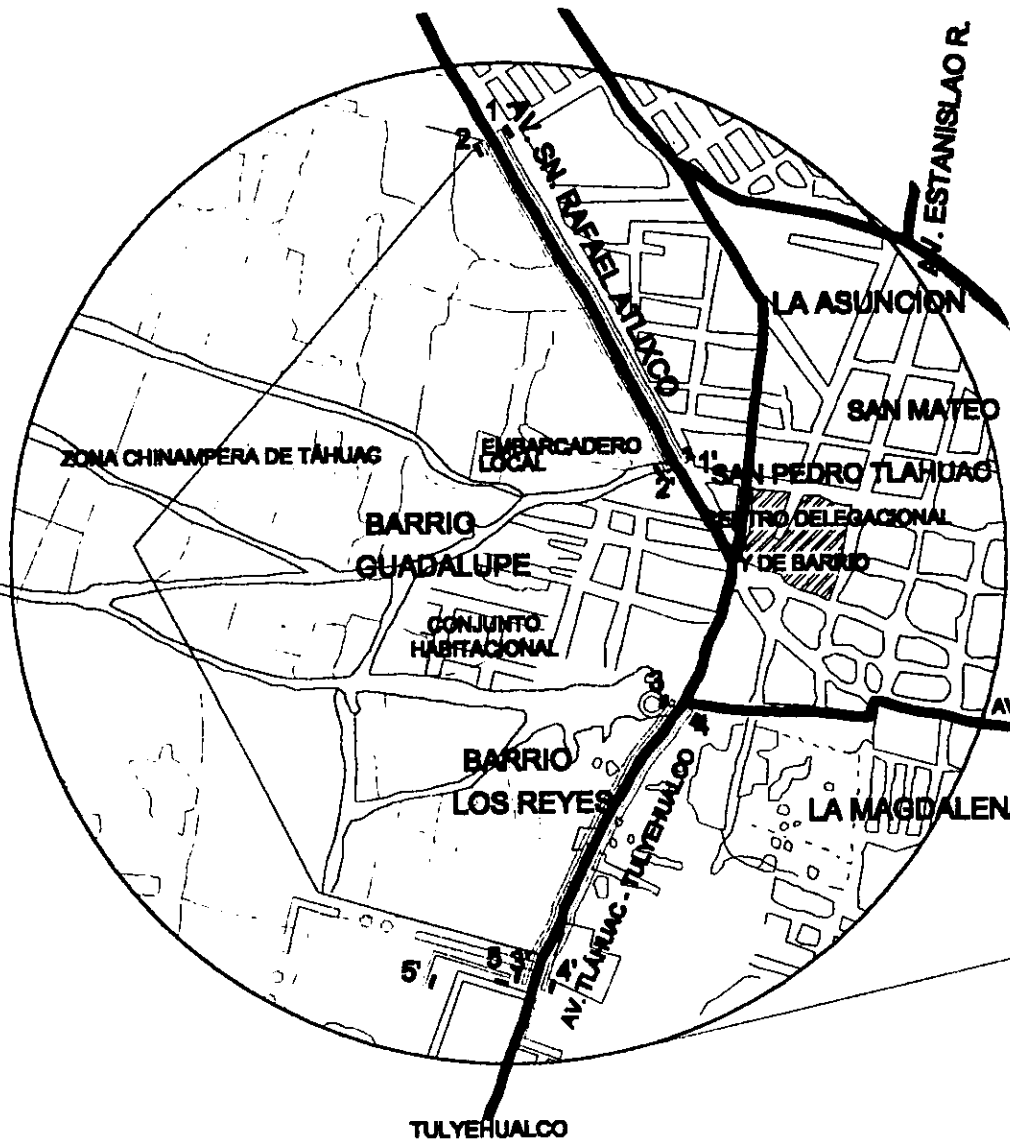 AV. ESTANISLAO R.
1
2
AV. SN. RAFAEL ATLIXCO
LA ASUNCION
SAN MATEO
ZONA CHINAMPERA DE TÁHUAG
EMBARCADERO
LOCAL
1'
2'
SAN PEDRO TLAHUAC
BARRIO
GUADALUPE
CENTRO DELEGACIONAL
Y DE BARRIO
CONJUNTO
HABITACIONAL
3
4
AV
BARRIO
LOS REYES
LA MAGDALENA
AV. TLÁHUAC - TULYEHUALCO
5'
5
3'
4'
TULYEHUALCO